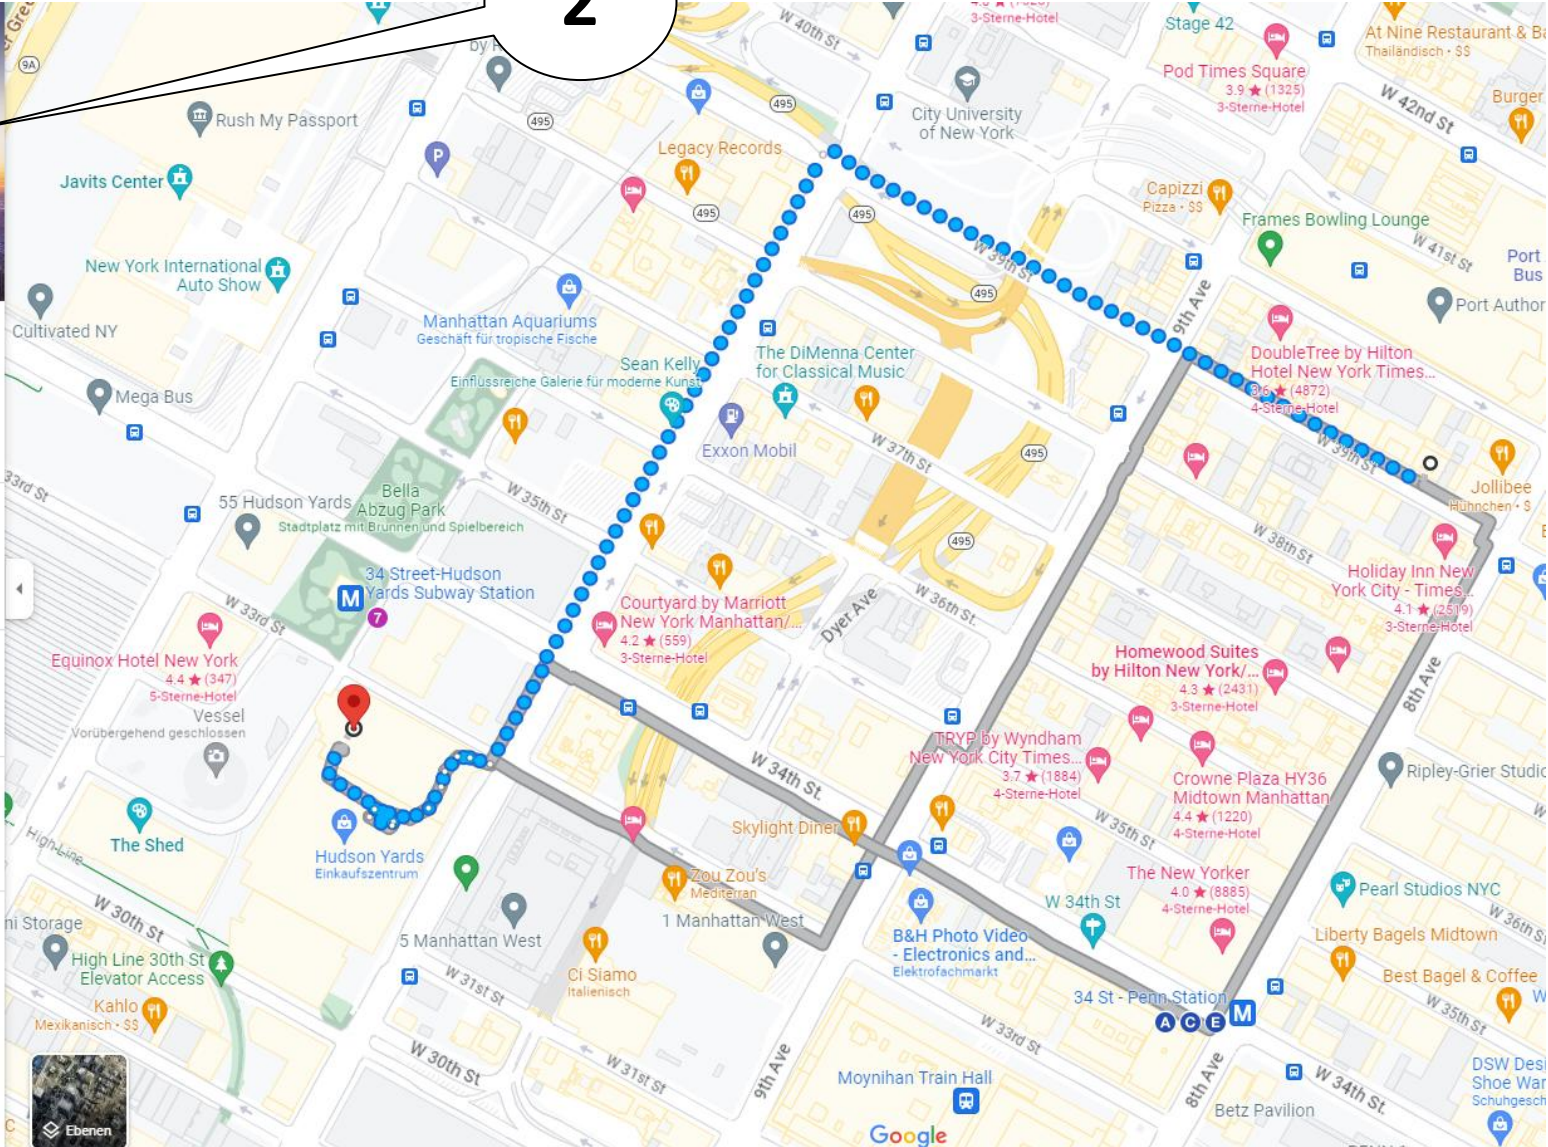 2
W 40th St
3-Sterne-Hotel
Stage 42
At Nine Restaurant & Ba
Thailändisch • $$
9A
Pod Times Square
3.9 ★ (1325)
3-Sterne-Hotel
W 42nd St
Burger
495
495
Rush My Passport
City University
of New York
P
Legacy Records
Javits Center
495
495
Capizzi
Pizza • $$
Frames Bowling Lounge
W 41st St
Port
Bus
New York International
Auto Show
W 39th St
495
9th Ave
Port Author
Cultivated NY
Manhattan Aquariums
Geschäft für tropische Fische
Sean Kelly
Einflussreiche Galerie für moderne Kunst
The DiMenna Center
for Classical Music
DoubleTree by Hilton
Hotel New York Times...
3.6 ★ (4872)
4-Sterne-Hotel
Mega Bus
Exxon Mobil
W 37th St
495
W 39th St
Jollibee
Hühnchen • $
33rd St
55 Hudson Yards
Bella
Abzug Park
Stadtplatz mit Brunnen und Spielbereich
W 35th St
495
W 38th St
34 Street-Hudson
Yards Subway Station
M
7
Holiday Inn New
York City - Times...
4.1 ★ (2519)
3-Sterne-Hotel
W 33rd St
Courtyard by Marriott
New York Manhattan/...
4.2 ★ (559)
3-Sterne-Hotel
Dyer Ave
W 36th St.
Equinox Hotel New York
4.4 ★ (347)
5-Sterne-Hotel
Homewood Suites
by Hilton New York/...
4.3 ★ (2431)
3-Sterne-Hotel
8th Ave
Vessel
Vorübergehend geschlossen
TRYP by Wyndham
New York City Times...
3.7 ★ (1884)
4-Sterne-Hotel
W 34th St.
Crowne Plaza HY36
Midtown Manhattan
4.4 ★ (1220)
4-Sterne-Hotel
Ripley-Grier Studio
The Shed
High Line
Hudson Yards
Einkaufszentrum
Skylight Diner
W 35th St
Zou Zou's
Mediterran
The New Yorker
4.0 ★ (8885)
4-Sterne-Hotel
Pearl Studios NYC
W 30th St
ni Storage
5 Manhattan West
1 Manhattan West
W 34th St
W 36th St
B&H Photo Video
- Electronics and...
Elektrofachmarkt
Liberty Bagels Midtown
High Line 30th St
Elevator Access
W 31st St
Ci Siamo
Italienisch
Best Bagel & Coffee
Kahlo
Mexikanisch • $$
34 St - Penn Station
A C E
M
W 35th St
W 33rd St
W 30th St
W 31st St
9th Ave
Moynihan Train Hall
8th Ave
Betz Pavilion
W 34th St.
DSW Desi
Shoe War
Schuhgesch
Ebenen
Google